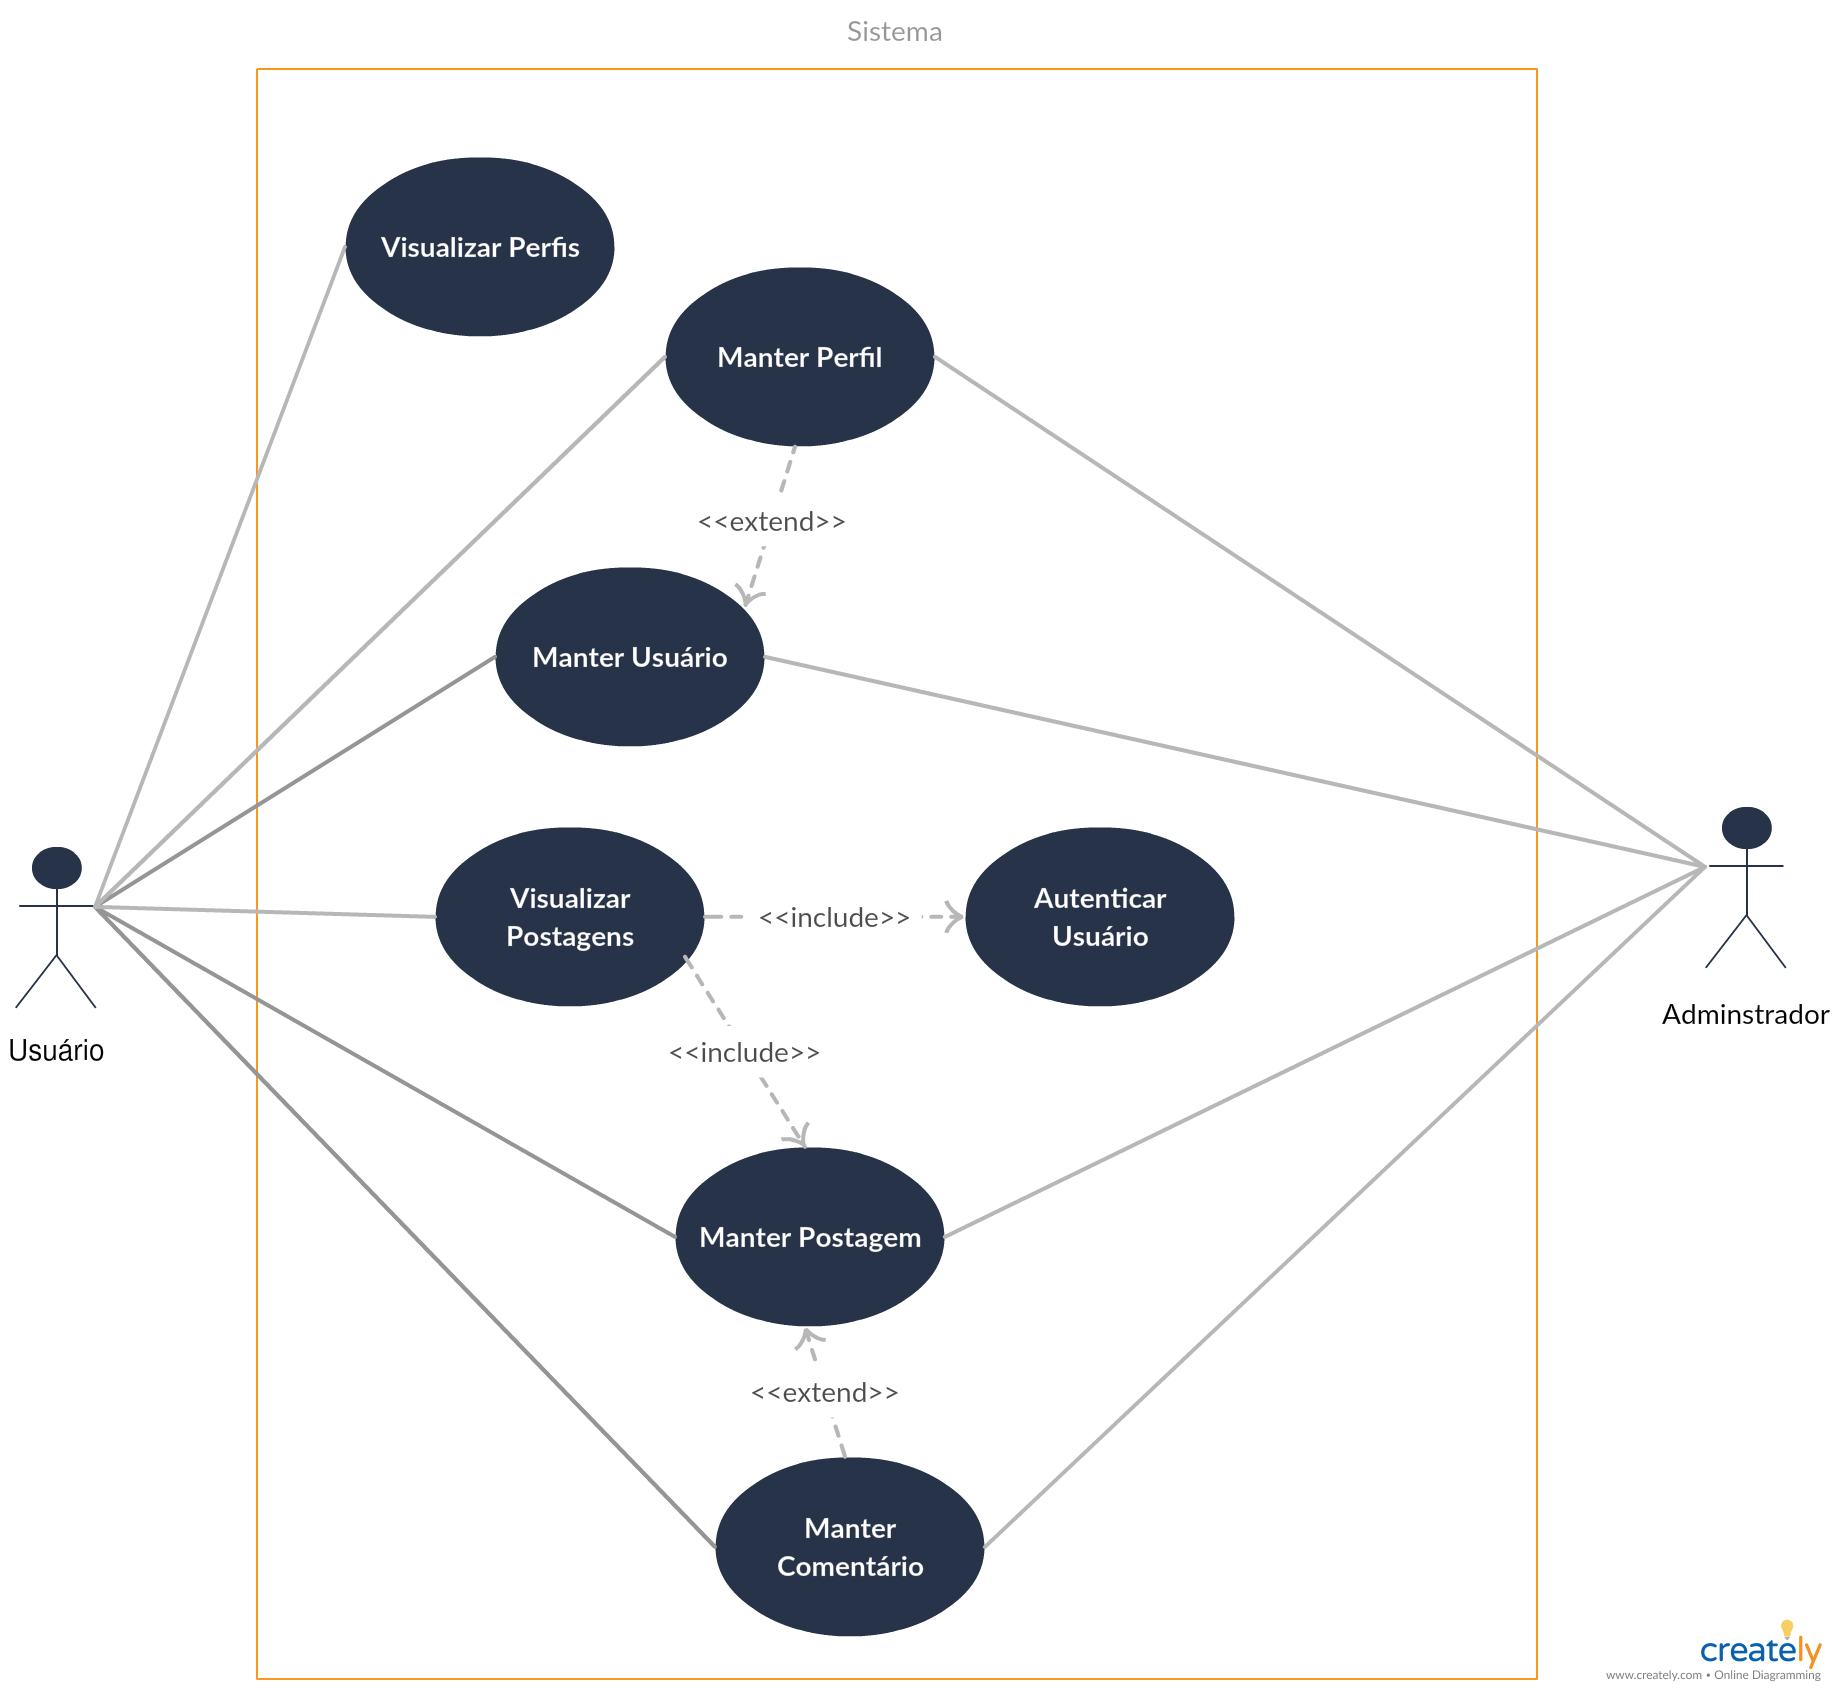 Sistema
Visualizar Perfis
Manter Perfil
<<extend>>
Manter Usuário
Visualizar
Postagens
<<include>>
Autenticar
Usuário
Usuário
Adminstrador
<<include>>
Manter Postagem
<<extend>>
Manter
Comentário
creately
www.creately.com • Online Diagramming